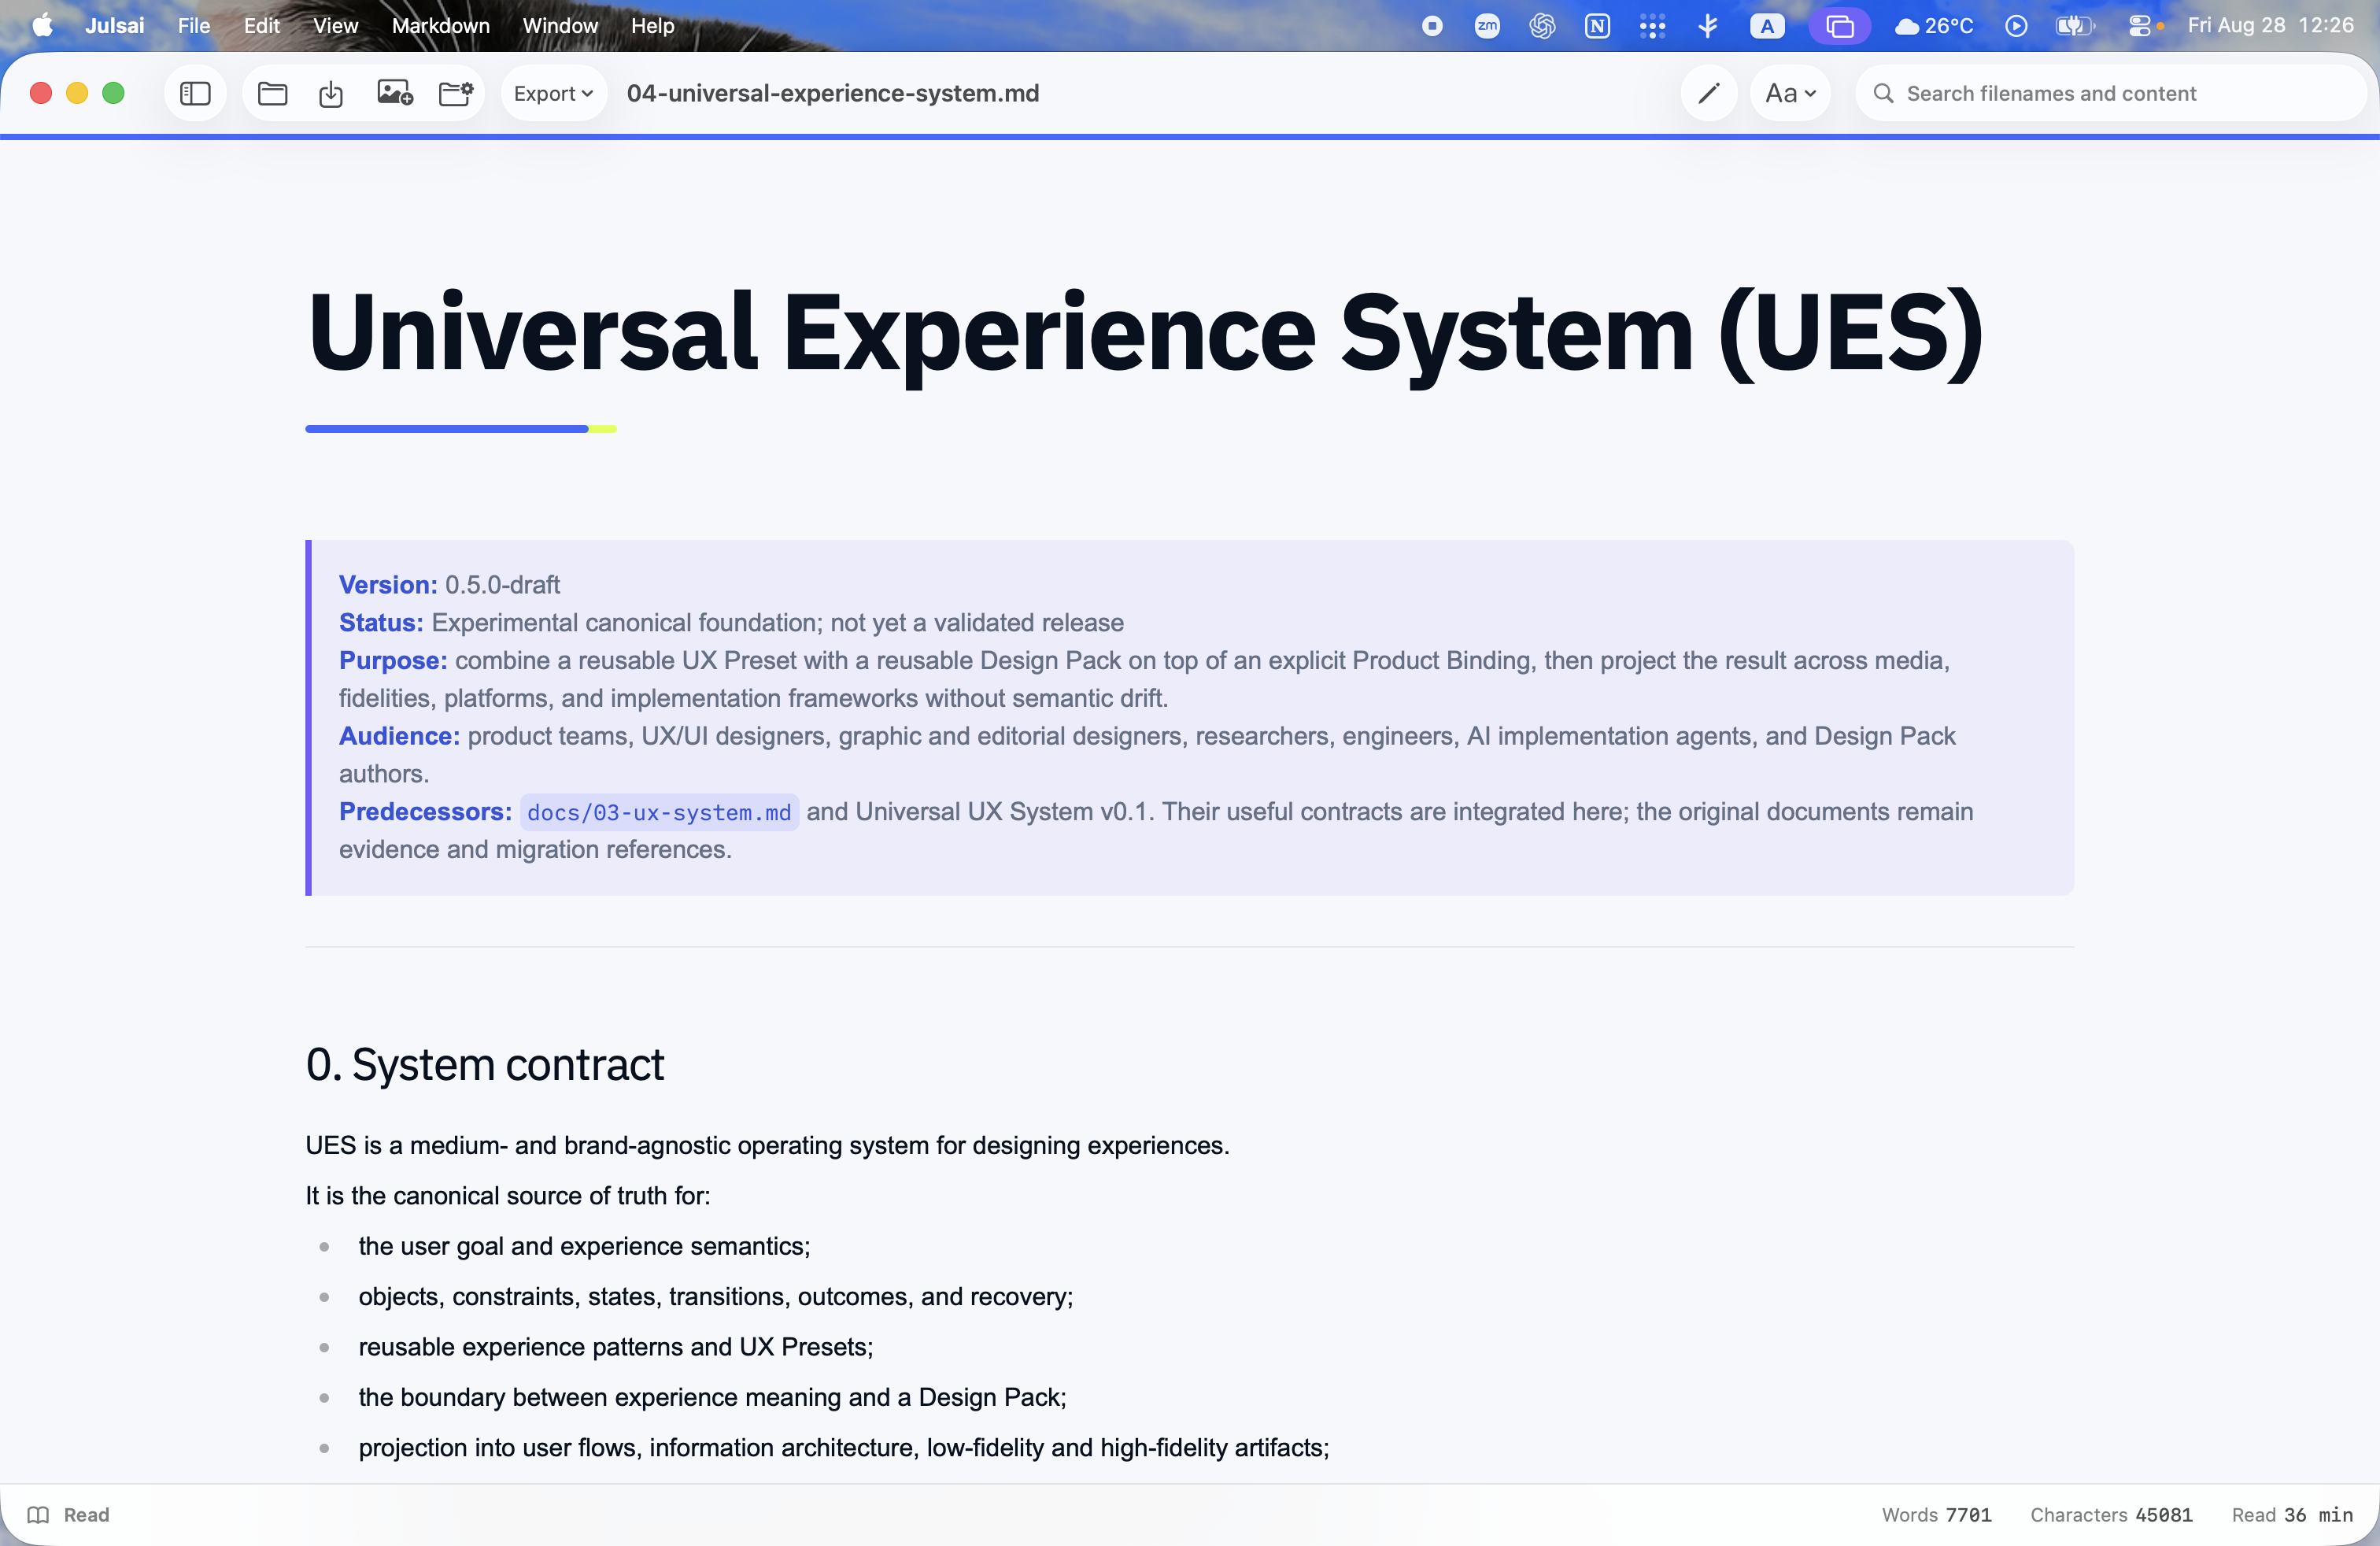 Julsai File Edit View Markdown Window Help zm N A 26°C Fri Aug 28 12:26
Export 04-universal-experience-system.md Aa Search filenames and content
Universal Experience System (UES)
Version: 0.5.0-draft
Status: Experimental canonical foundation; not yet a validated release
Purpose: combine a reusable UX Preset with a reusable Design Pack on top of an explicit Product Binding, then project the result across media,
fidelities, platforms, and implementation frameworks without semantic drift.
Audience: product teams, UX/UI designers, graphic and editorial designers, researchers, engineers, AI implementation agents, and Design Pack
authors.
Predecessors: docs/03-ux-system.md and Universal UX System v0.1. Their useful contracts are integrated here; the original documents remain
evidence and migration references.
0. System contract
UES is a medium- and brand-agnostic operating system for designing experiences.
It is the canonical source of truth for:
the user goal and experience semantics;
objects, constraints, states, transitions, outcomes, and recovery;
reusable experience patterns and UX Presets;
the boundary between experience meaning and a Design Pack;
projection into user flows, information architecture, low-fidelity and high-fidelity artifacts;
Read Words 7701 Characters 45081 Read 36 min